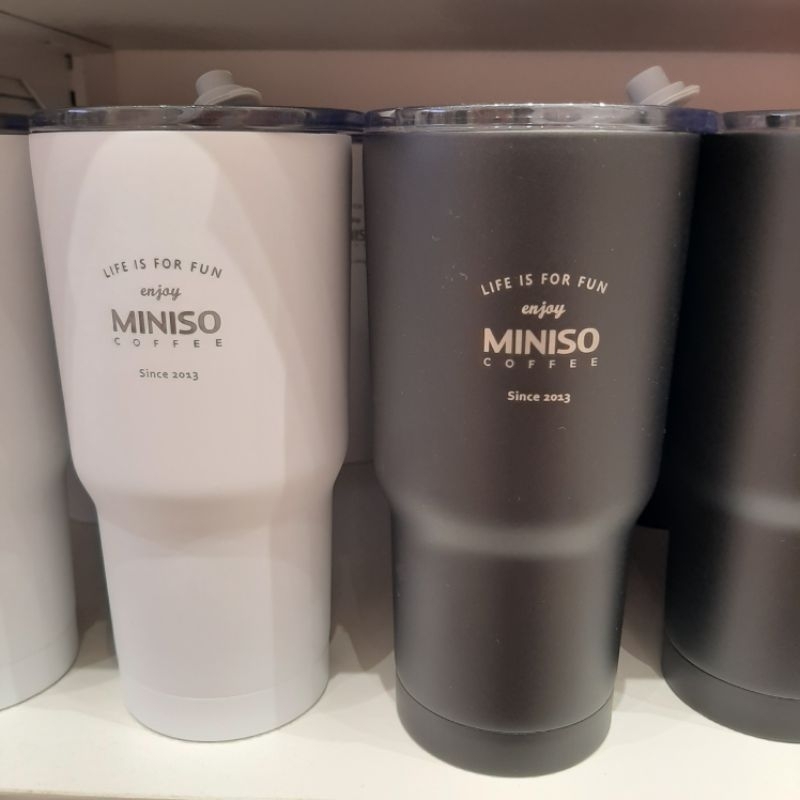 LIFE IS FOR FUN
enjoy
MINISO
COFFEE
Since 2013
LIFE IS FOR FUN
enjoy
MINISO
COFFEE
Since 2013